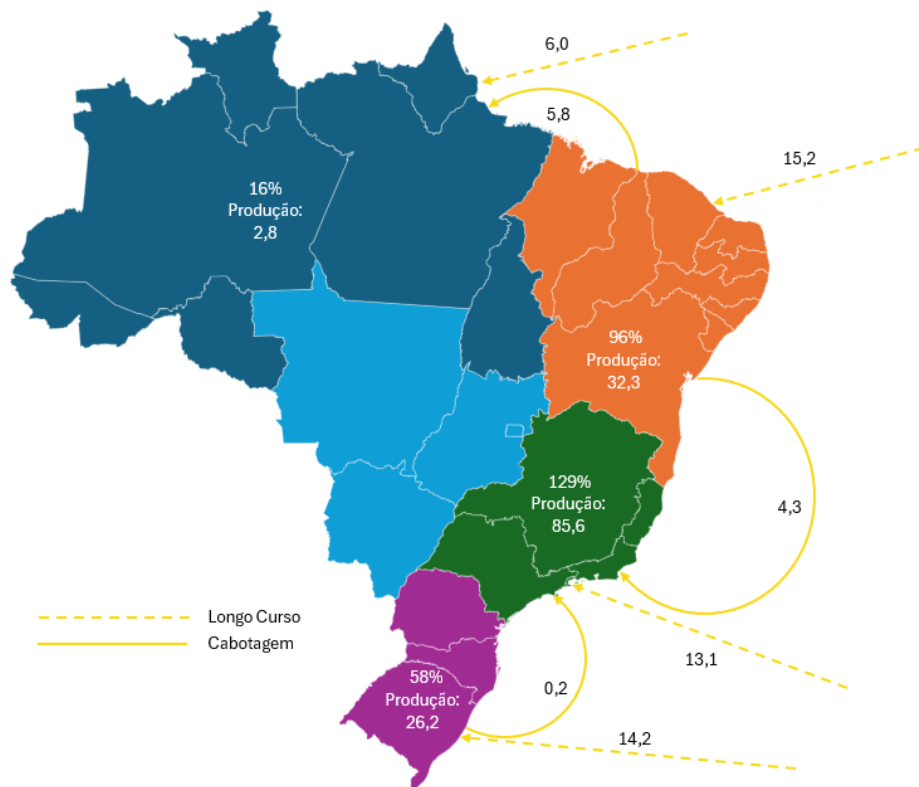 6,0
5,8
15,2
16%
Produção:
2,8
96%
Produção:
32,3
129%
Produção:
85,6
4,3
Longo Curso
Cabotagem
13,1
58%
Produção:
26,2
0,2
14,2